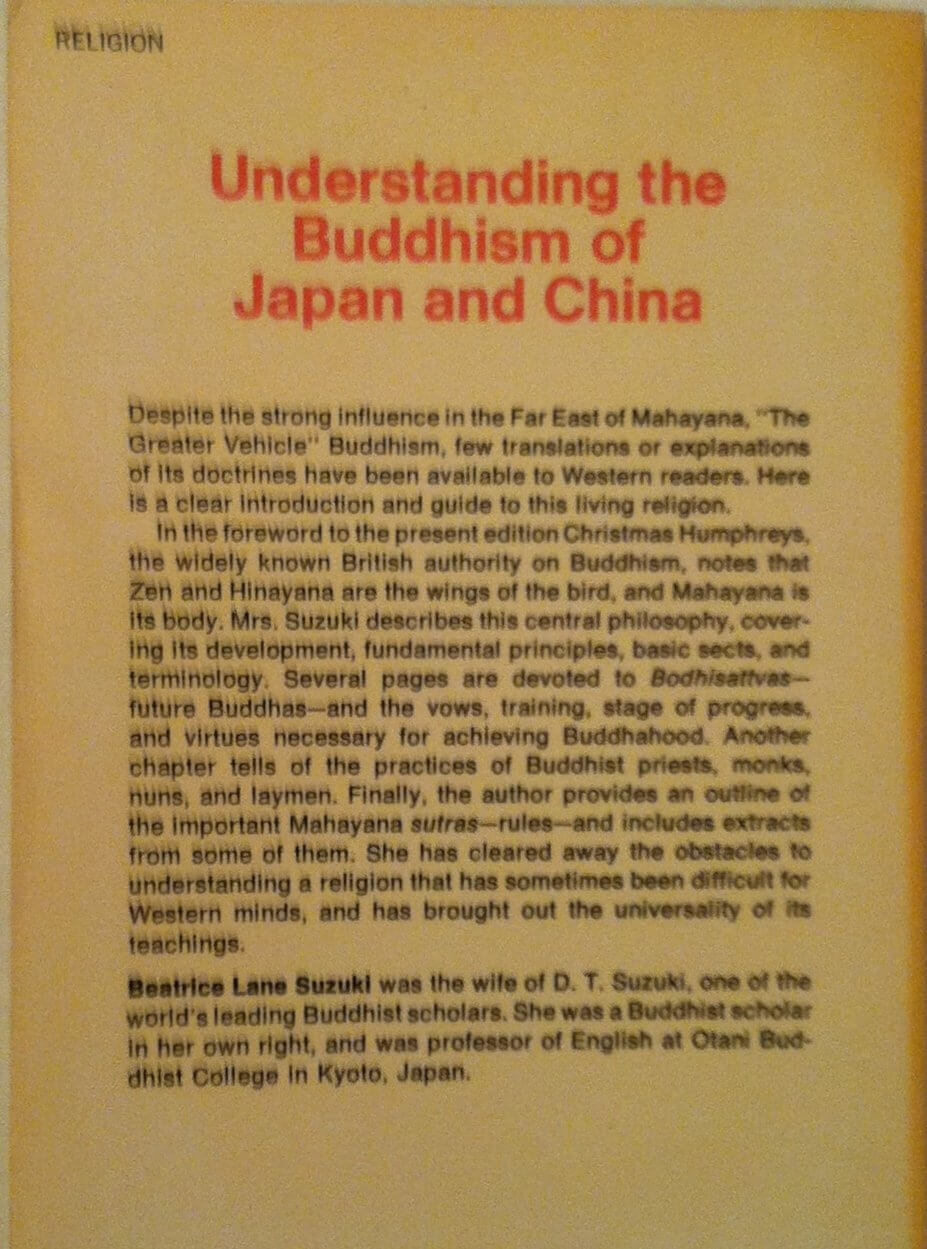 RELIGION
Understanding the
Buddhism of
Japan and China
Despite the strong influence in the Far East of Mahayana, "The
Greater Vehicle" Buddhism, few translations or explanations
of its doctrines have been available to Western readers. Here
is a clear introduction and guide to this living religion.
In the foreword to the present edition Christmas Humphreys,
the widely known British authority on Buddhism, notes that
Zen and Hinayana are the wings of the bird, and Mahayana is
its body. Mrs. Suzuki describes this central philosophy, cover-
ing its development, fundamental principles, basic sects, and
terminology. Several pages are devoted to Bodhisattvas—
future Buddhas—and the vows, training, stage of progress,
and virtues necessary for achieving Buddhahood. Another
chapter tells of the practices of Buddhist priests, monks,
nuns, and laymen. Finally, the author provides an outline of
the important Mahayana sutras—rules—and includes extracts
from some of them. She has cleared away the obstacles to
understanding a religion that has sometimes been difficult for
Western minds, and has brought out the universality of its
teachings.
Beatrice Lane Suzuki was the wife of D. T. Suzuki, one of the
world's leading Buddhist scholars. She was a Buddhist scholar
in her own right, and was professor of English at Otani Bud-
dhist College in Kyoto, Japan.